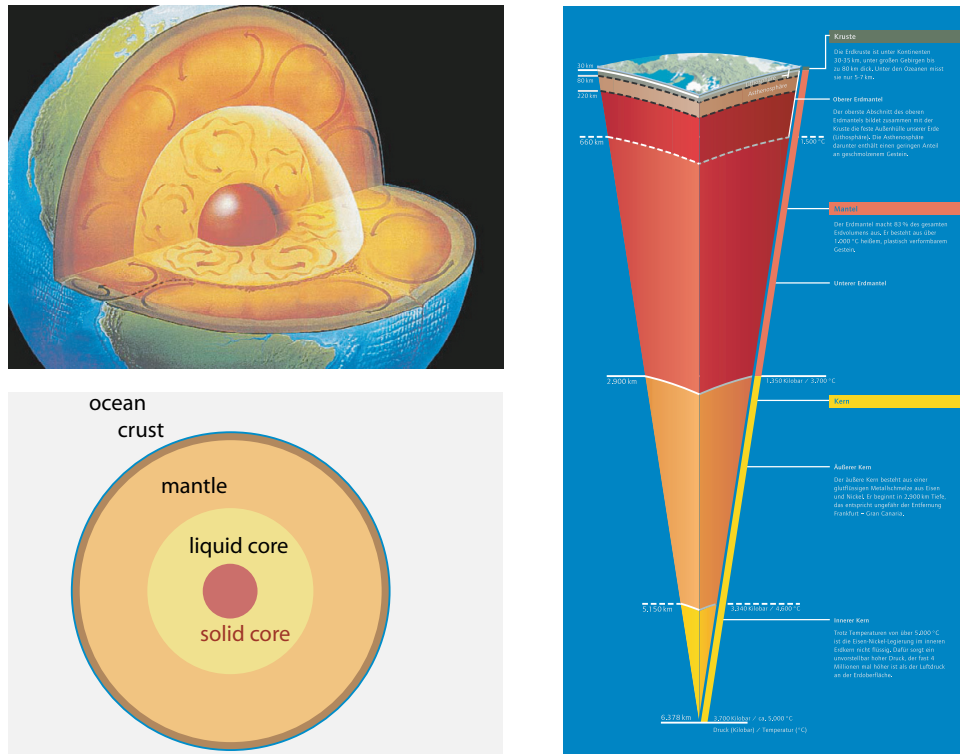 ocean
crust
mantle
liquid core
solid core
30 km
80 km
220 km
Asthenosphäre
660 km
1,500 °C
2.900 km
1,350 Kilobar / 3,700 °C
5.150 km
3,340 Kilobar / 4,600 °C
6.378 km
3,700 Kilobar / ca. 5,000 °C
Druck (Kilobar) / Temperatur (°C)
Kruste
Die Erdkruste ist unter Kontinenten
30-35 km, unter großen Gebirgen bis
zu 80 km dick. Unter den Ozeanen misst
sie nur 5-7 km.
Oberer Erdmantel
Der oberste Abschnitt des oberen
Erdmantels bildet zusammen mit der
Kruste die feste Außenhülle unserer Erde
(Lithosphäre). Die Asthenosphäre
darunter enthält einen geringen Anteil
an geschmolzenem Gestein.
Mantel
Der Erdmantel macht 83 % des gesamten
Erdvolumens aus. Er besteht aus über
1.000 °C heißem, plastisch verformbarem
Gestein.
Unterer Erdmantel
Kern
Äußerer Kern
Der äußere Kern besteht aus einer
glutflüssigen Metallschmelze aus Eisen
und Nickel. Er beginnt in 2.900 km Tiefe,
das entspricht ungefähr der Entfernung
Frankfurt – Gran Canaria.
Innerer Kern
Trotz Temperaturen von über 5.000 °C
ist die Eisen-Nickel-Legierung im inneren
Erdkern nicht flüssig. Dafür sorgt ein
unvorstellbar hoher Druck, der fast 4
Millionen mal höher ist als der Luftdruck
an der Erdoberfläche.